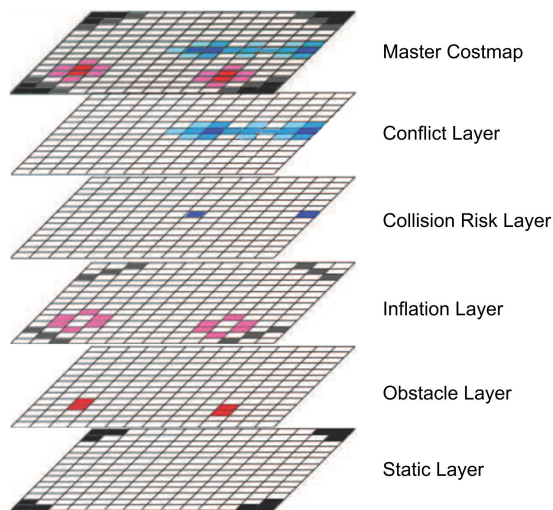 Master Costmap
Conflict Layer
Collision Risk Layer
Inflation Layer
Obstacle Layer
Static Layer